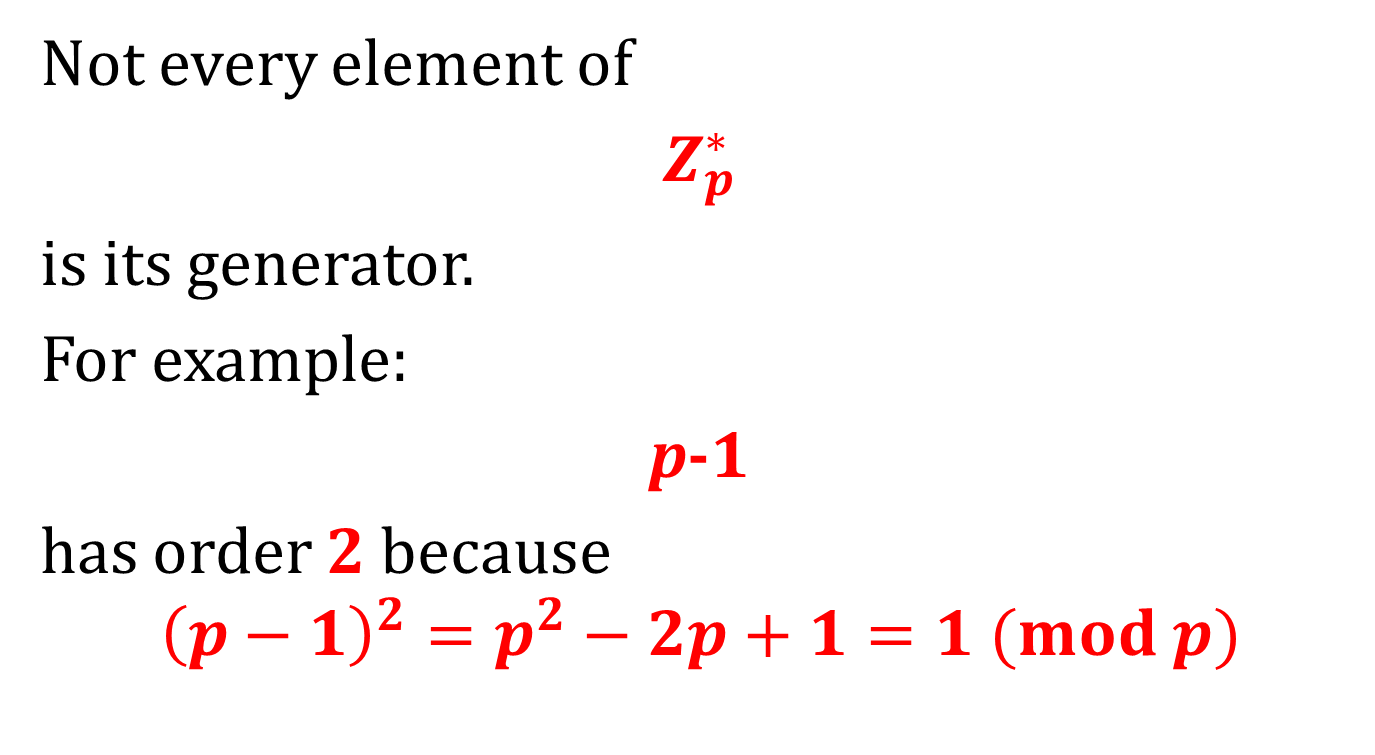 Not every element of
Z*ₚ
is its generator.
For example:
p-1
has order 2 because
(p − 1)² = p² − 2p + 1 = 1 (mod p)